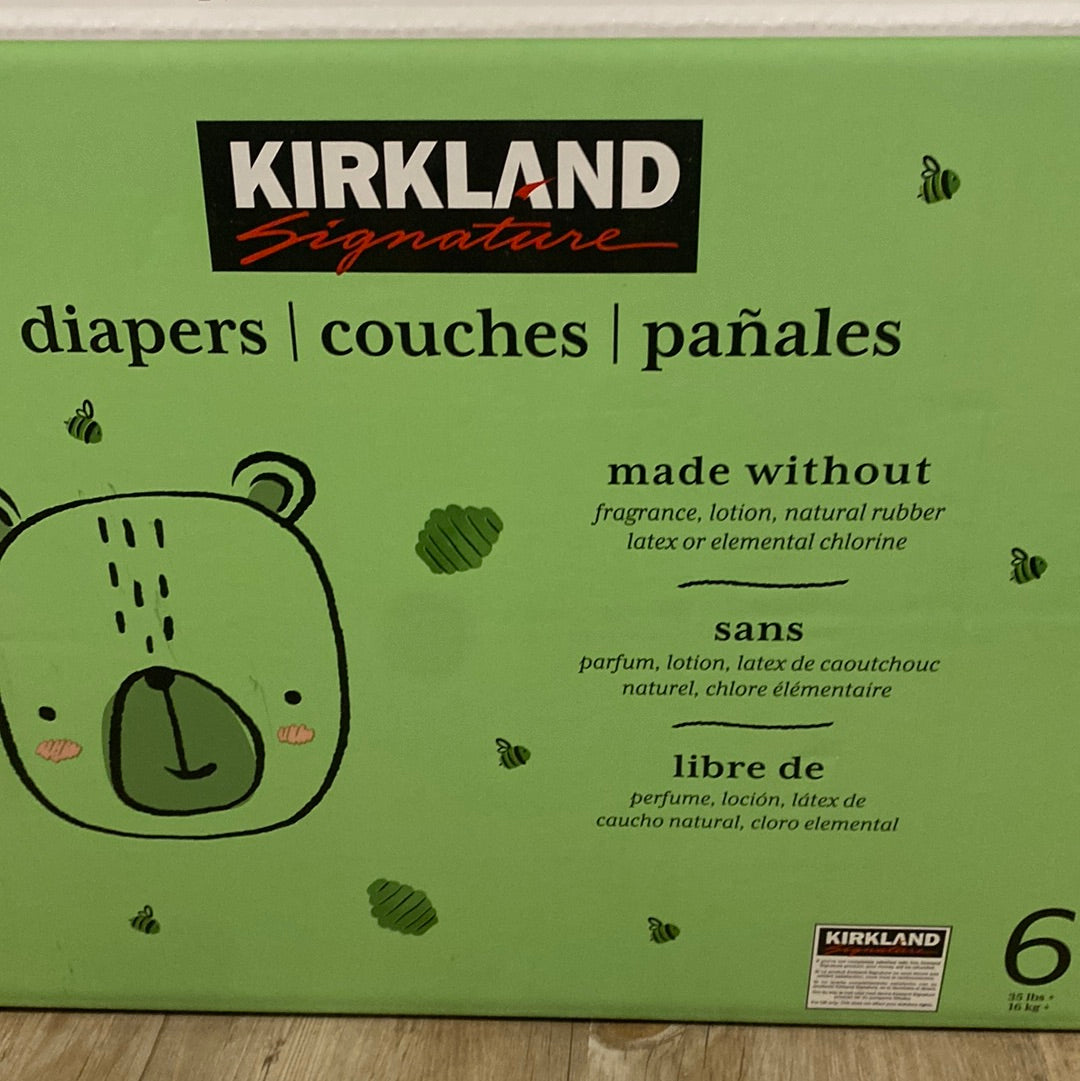 KIRKLAND
Signature
diapers | couches | pañales
made without
fragrance, lotion, natural rubber
latex or elemental chlorine
sans
parfum, lotion, latex de caoutchouc
naturel, chlore élémentaire
libre de
perfume, loción, látex de
caucho natural, cloro elemental
KIRKLAND
Signature
6
35 lbs +
16 kg +